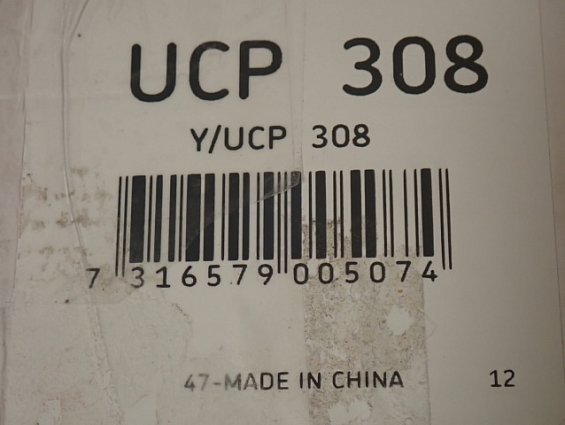 UCP 308
Y/UCP 308
7 316579 005074
47-MADE IN CHINA 12